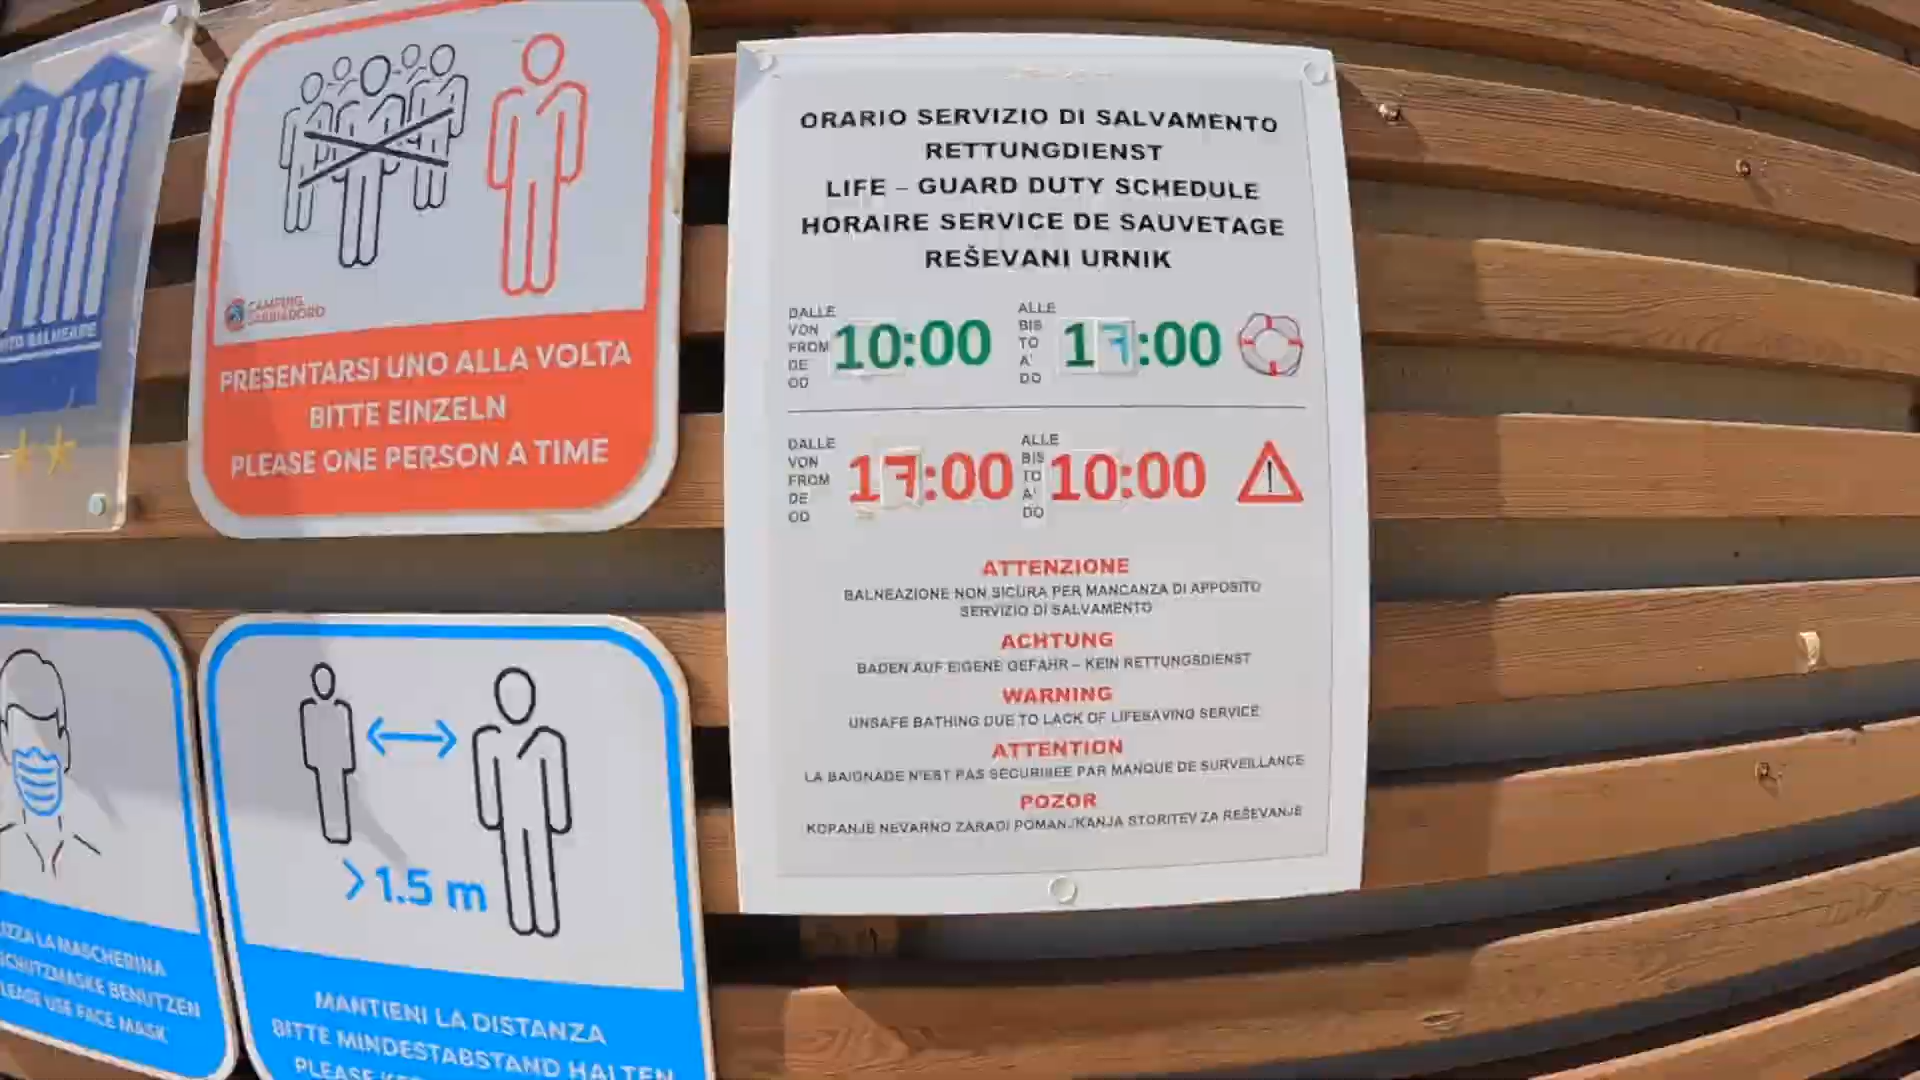 CAMPING
SABBIADORO
PRESENTARSI UNO ALLA VOLTA
BITTE EINZELN
PLEASE ONE PERSON A TIME
LA MASCHERINA
SCHUTZMASKE BENUTZEN
USE FACE MASK
>1.5 m
MANTIENI LA DISTANZA
BITTE MINDESTABSTAND HALTEN
PLEASE
ORARIO SERVIZIO DI SALVAMENTO
RETTUNGDIENST
LIFE – GUARD DUTY SCHEDULE
HORAIRE SERVICE DE SAUVETAGE
REŠEVANI URNIK
DALLE
VON
FROM
DE
OD
10:00
ALLE
BIS
TO
A'
DO
17:00
DALLE
VON
FROM
DE
OD
17:00
ALLE
BIS
TO
A'
DO
10:00
ATTENZIONE
BALNEAZIONE NON SICURA PER MANCANZA DI APPOSITO
SERVIZIO DI SALVAMENTO
ACHTUNG
BADEN AUF EIGENE GEFAHR – KEIN RETTUNGSDIENST
WARNING
UNSAFE BATHING DUE TO LACK OF LIFESAVING SERVICE
ATTENTION
LA BAIGNADE N'EST PAS SECURISEE PAR MANQUE DE SURVEILLANCE
POZOR
KOPANJE NEVARNO ZARADI POMANJKANJA STORITEV ZA REŠEVANJE